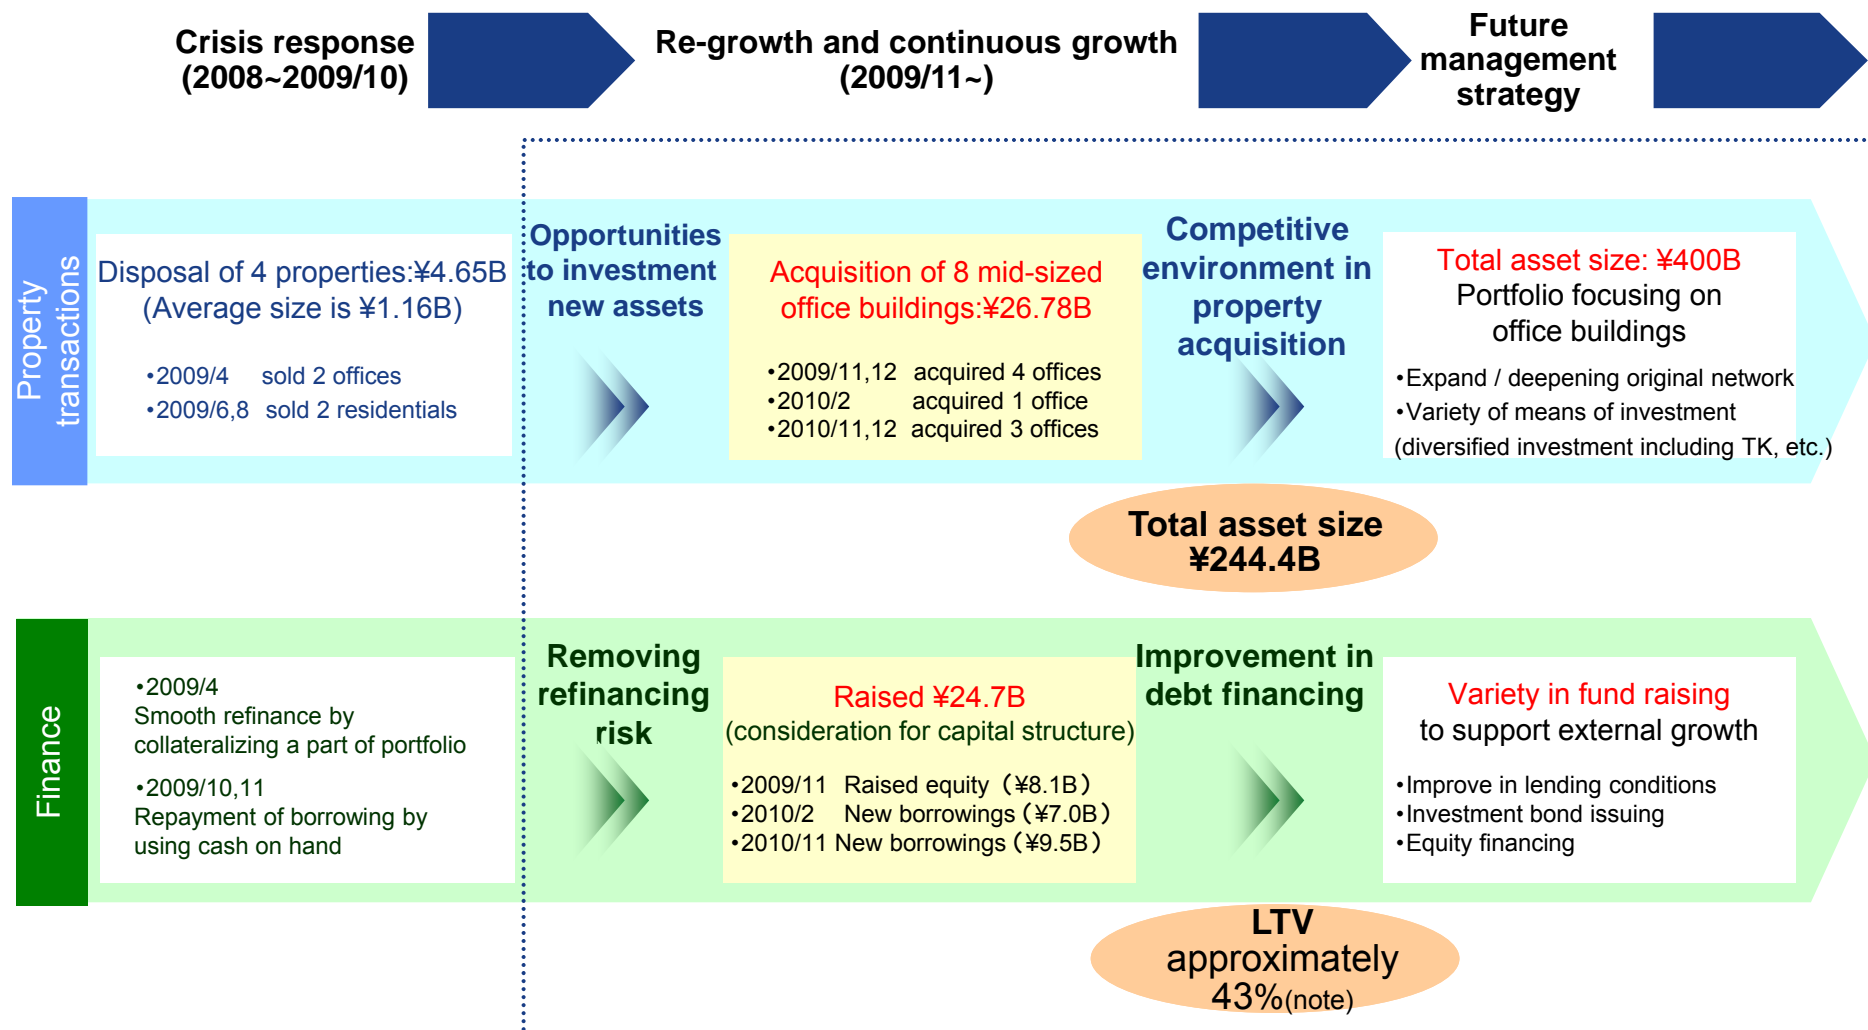 Crisis response
(2008~2009/10)
Re-growth and continuous growth
(2009/11~)
Future
management
strategy
Property
transactions
Disposal of 4 properties:¥4.65B
(Average size is ¥1.16B)
•2009/4 sold 2 offices
•2009/6,8 sold 2 residentials
Opportunities
to investment
new assets
Acquisition of 8 mid-sized
office buildings:¥26.78B
•2009/11,12 acquired 4 offices
•2010/2 acquired 1 office
•2010/11,12 acquired 3 offices
Competitive
environment in
property
acquisition
Total asset size: ¥400B
Portfolio focusing on
office buildings
•Expand / deepening original network
•Variety of means of investment
(diversified investment including TK, etc.)
Total asset size
¥244.4B
Finance
•2009/4
Smooth refinance by
collateralizing a part of portfolio
•2009/10,11
Repayment of borrowing by
using cash on hand
Removing
refinancing
risk
Raised ¥24.7B
(consideration for capital structure)
•2009/11 Raised equity (¥8.1B)
•2010/2 New borrowings (¥7.0B)
•2010/11 New borrowings (¥9.5B)
Improvement in
debt financing
Variety in fund raising
to support external growth
•Improve in lending conditions
•Investment bond issuing
•Equity financing
LTV
approximately
43%(note)